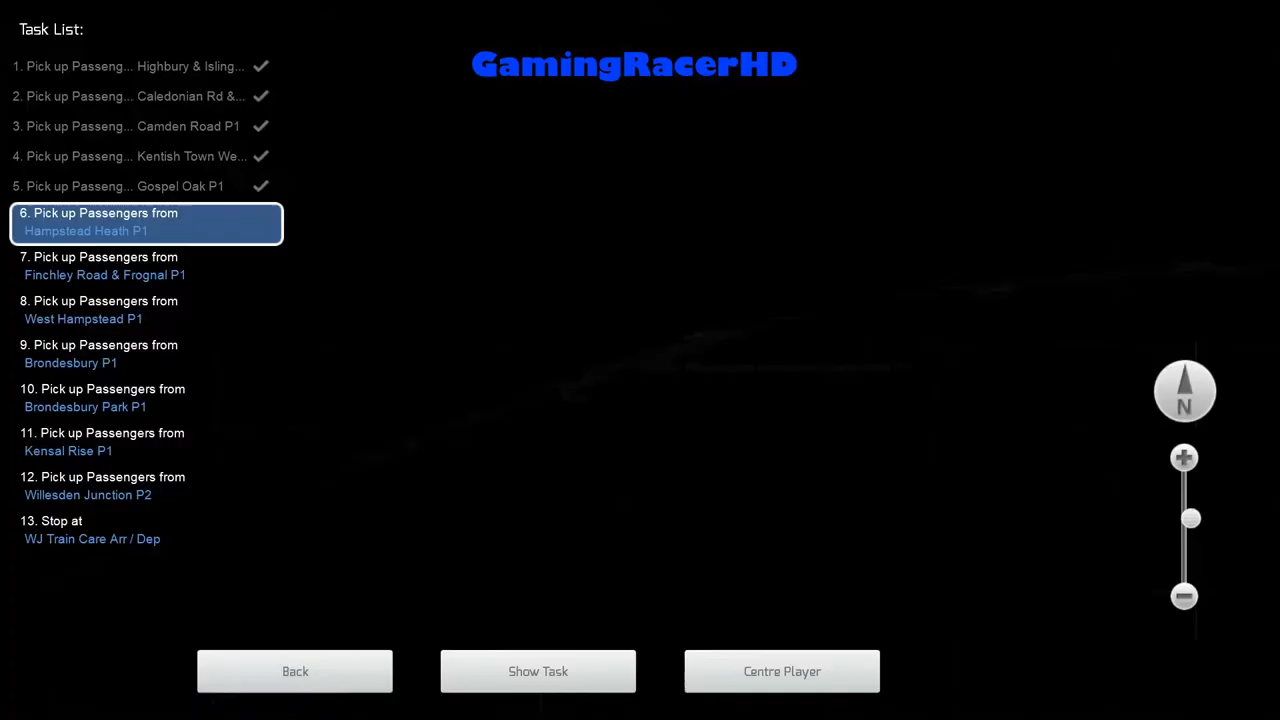 Task List:
GamingRacerHD
1. Pick up Passeng... Highbury & Isling...
2. Pick up Passeng... Caledonian Rd &...
3. Pick up Passeng... Camden Road P1
4. Pick up Passeng... Kentish Town We...
5. Pick up Passeng... Gospel Oak P1
6. Pick up Passengers from
Hampstead Heath P1
7. Pick up Passengers from
Finchley Road & Frognal P1
8. Pick up Passengers from
West Hampstead P1
9. Pick up Passengers from
Brondesbury P1
10. Pick up Passengers from
Brondesbury Park P1
11. Pick up Passengers from
Kensal Rise P1
12. Pick up Passengers from
Willesden Junction P2
13. Stop at
WJ Train Care Arr / Dep
N
Back
Show Task
Centre Player